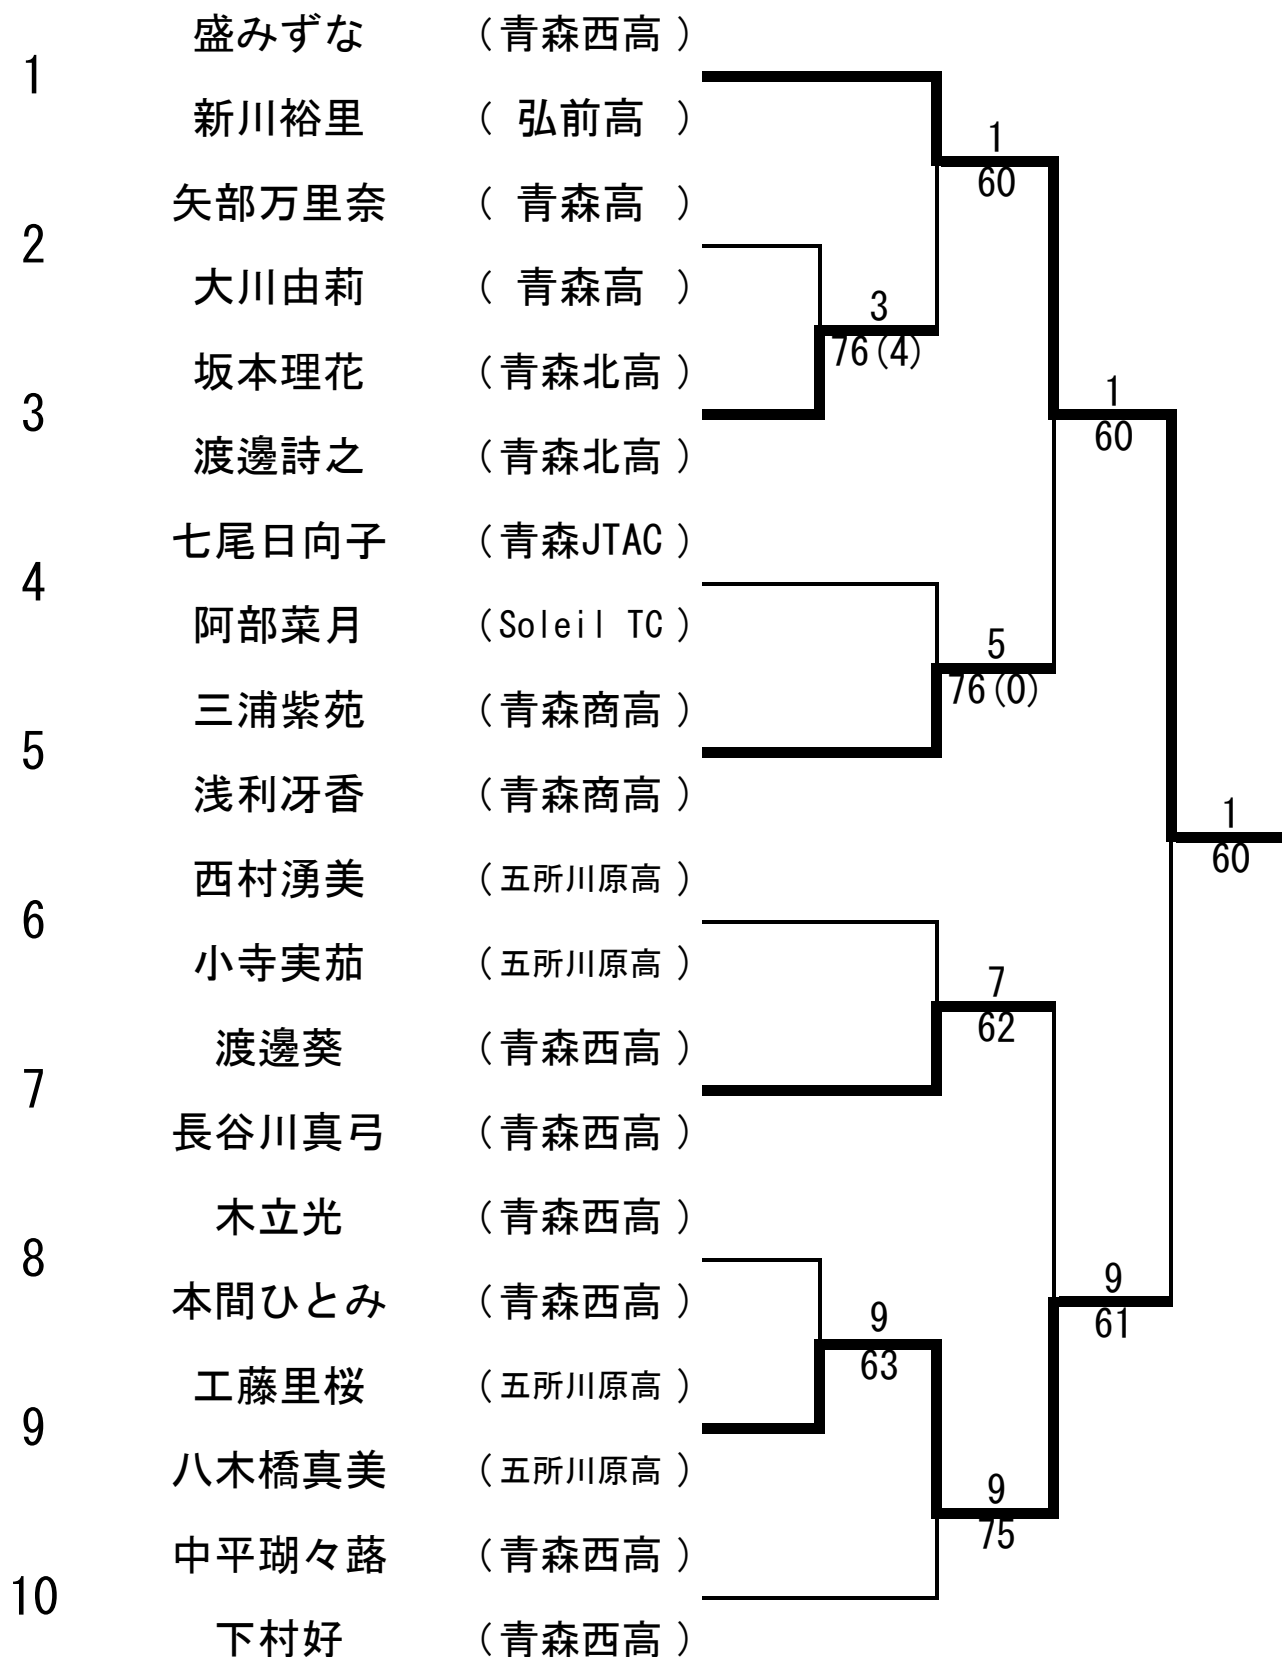 盛みずな (青森西高)
1
新川裕里 (弘前高)
1
60
矢部万里奈 (青森高)
2
大川由莉 (青森高)
3
76(4)
坂本理花 (青森北高)
3
1
60
渡邊詩之 (青森北高)
七尾日向子 (青森JTAC)
4
阿部菜月 (Soleil TC)
5
76(0)
三浦紫苑 (青森商高)
5
浅利冴香 (青森商高)
1
60
西村湧美 (五所川原高)
6
小寺実茄 (五所川原高)
7
62
渡邊葵 (青森西高)
7
長谷川真弓 (青森西高)
木立光 (青森西高)
8
本間ひとみ (青森西高)
9
61
9
63
工藤里桜 (五所川原高)
9
八木橋真美 (五所川原高)
9
75
中平瑚々蕗 (青森西高)
10
下村好 (青森西高)